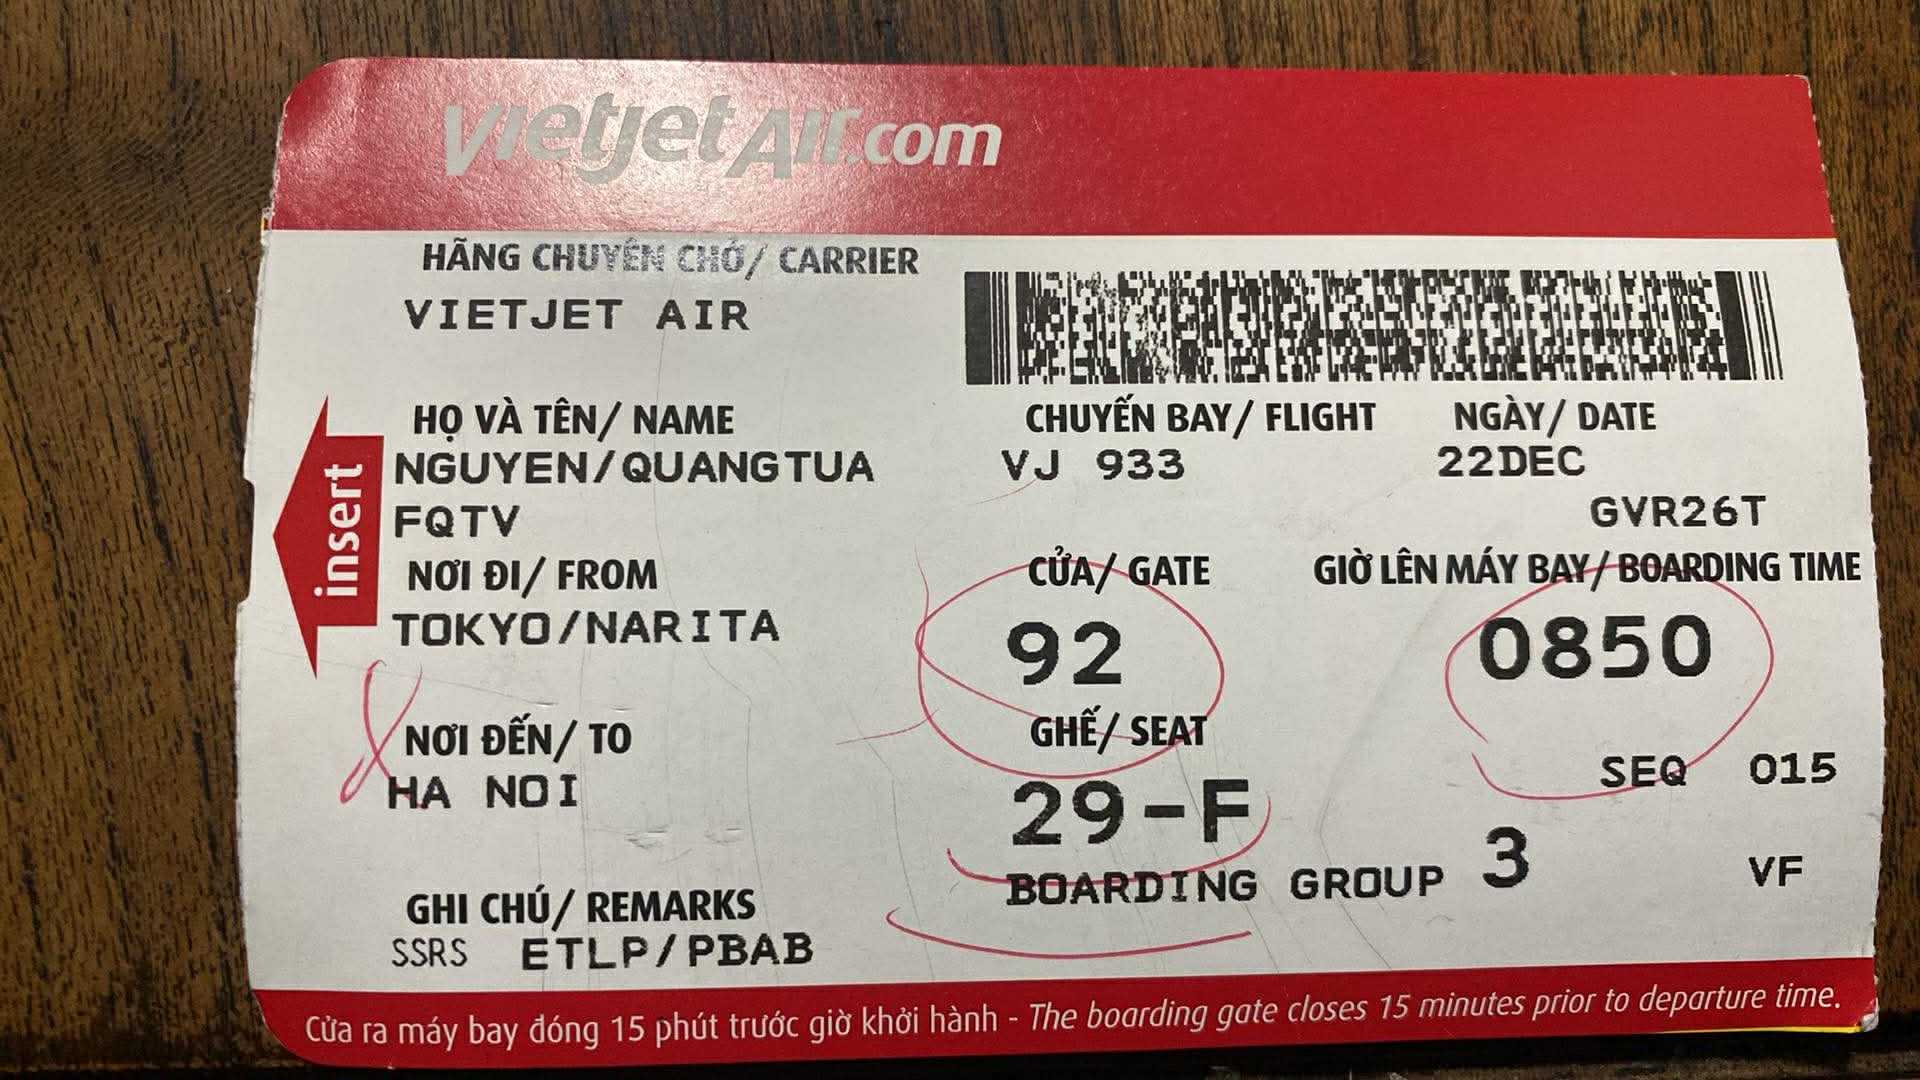 vietjetAir.com
HÃNG CHUYÊN CHỞ/ CARRIER
VIETJET AIR
HỌ VÀ TÊN/ NAME
NGUYEN/QUANGTUA
FQTV
CHUYẾN BAY/ FLIGHT
VJ 933
NGÀY/ DATE
22DEC
GVR26T
insert
NƠI ĐI/ FROM
TOKYO/NARITA
CỬA/ GATE
92
GIỜ LÊN MÁY BAY/ BOARDING TIME
0850
NƠI ĐẾN/ TO
HA NOI
GHẾ/ SEAT
29-F
SEQ 015
BOARDING GROUP 3
VF
GHI CHÚ/ REMARKS
SSRS ETLP/PBAB
Cửa ra máy bay đóng 15 phút trước giờ khởi hành - The boarding gate closes 15 minutes prior to departure time.